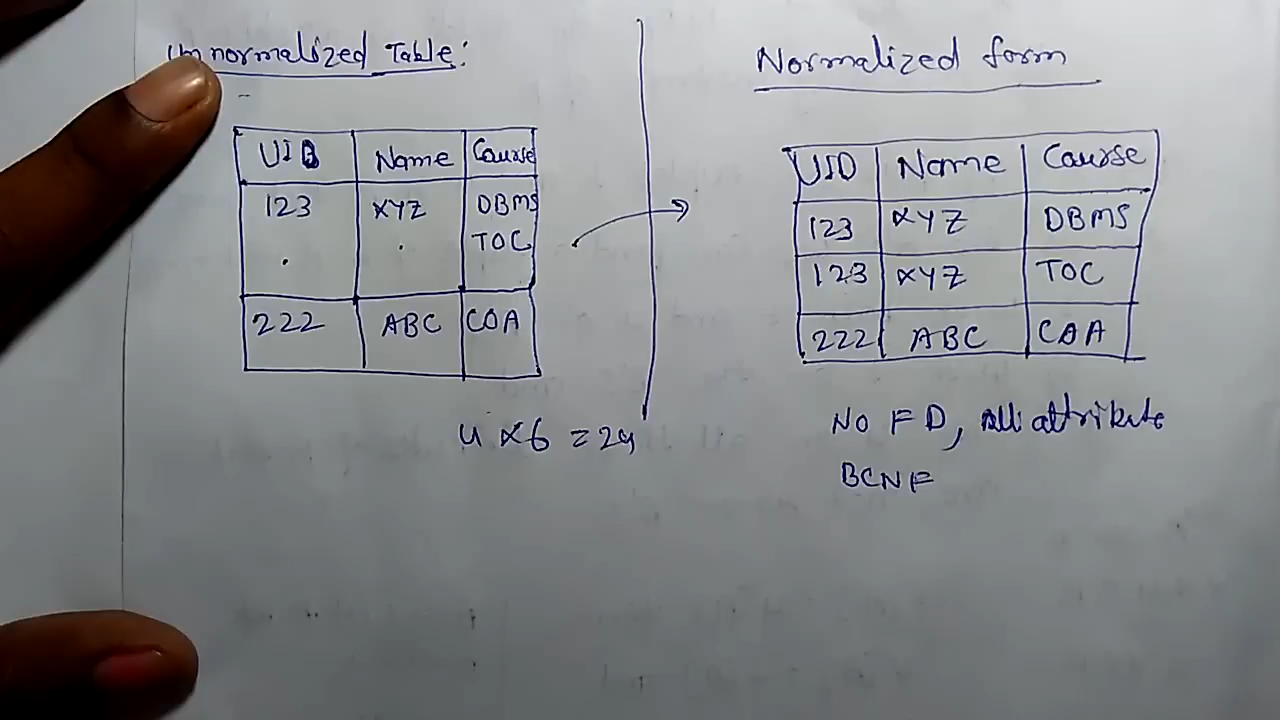 Unnormalized Table:
UID Name Course
123 XYZ DBMS
TOC
222 ABC COA
4 × 6 = 24
Normalized form
UID Name Course
123 XYZ DBMS
123 XYZ TOC
222 ABC COA
No FD, All attribute
BCNF